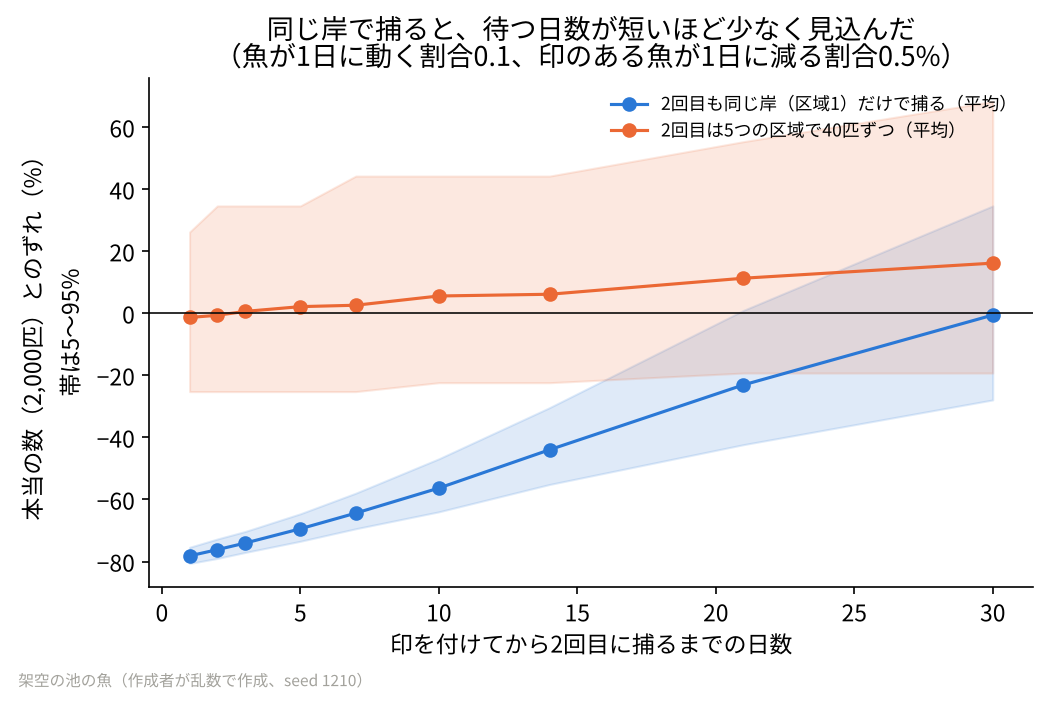 同じ岸で捕ると、待つ日数が短いほど少なく見込んだ
（魚が1日に動く割合0.1、印のある魚が1日に減る割合0.5%）
2回目も同じ岸（区域1）だけで捕る（平均）
2回目は5つの区域で40匹ずつ（平均）
本当の数（2,000匹）とのずれ（%）
帯は5〜95%
60
40
20
0
−20
−40
−60
−80
0 5 10 15 20 25 30
印を付けてから2回目に捕るまでの日数
架空の池の魚（作成者が乱数で作成、seed 1210）